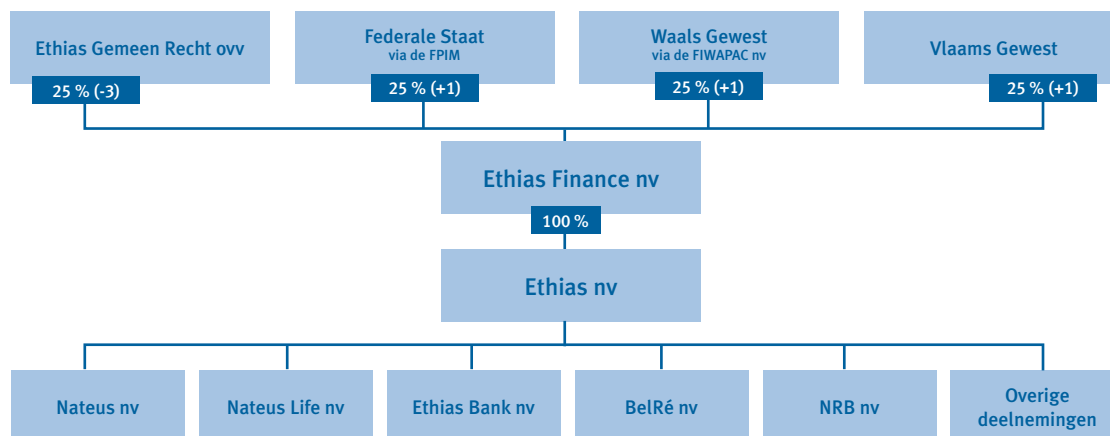 Ethias Gemeen Recht ovv
25 % (-3)
Federale Staat
via de FPIM
25 % (+1)
Waals Gewest
via de FIWAPAC nv
25 % (+1)
Vlaams Gewest
25 % (+1)
Ethias Finance nv
100 %
Ethias nv
Nateus nv
Nateus Life nv
Ethias Bank nv
BelRé nv
NRB nv
Overige
deelnemingen